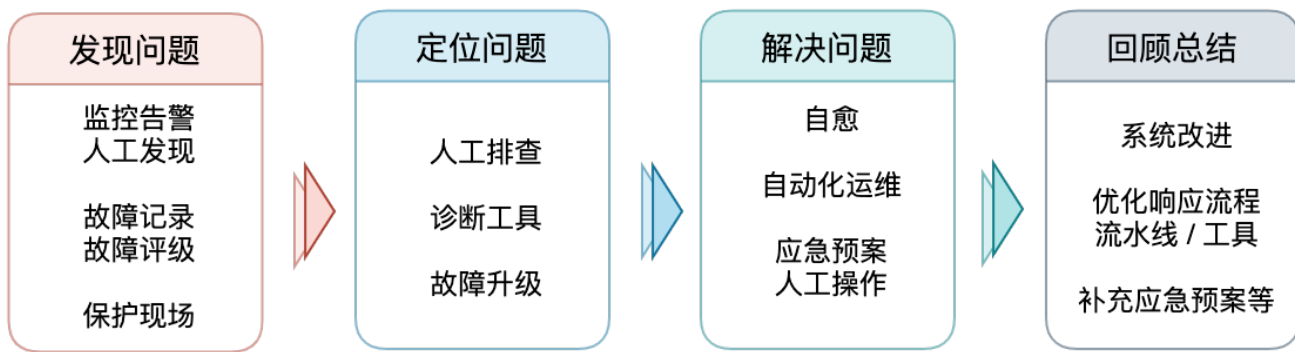 发现问题
监控告警
人工发现
故障记录
故障评级
保护现场
定位问题
人工排查
诊断工具
故障升级
解决问题
自愈
自动化运维
应急预案
人工操作
回顾总结
系统改进
优化响应流程
流水线 / 工具
补充应急预案等